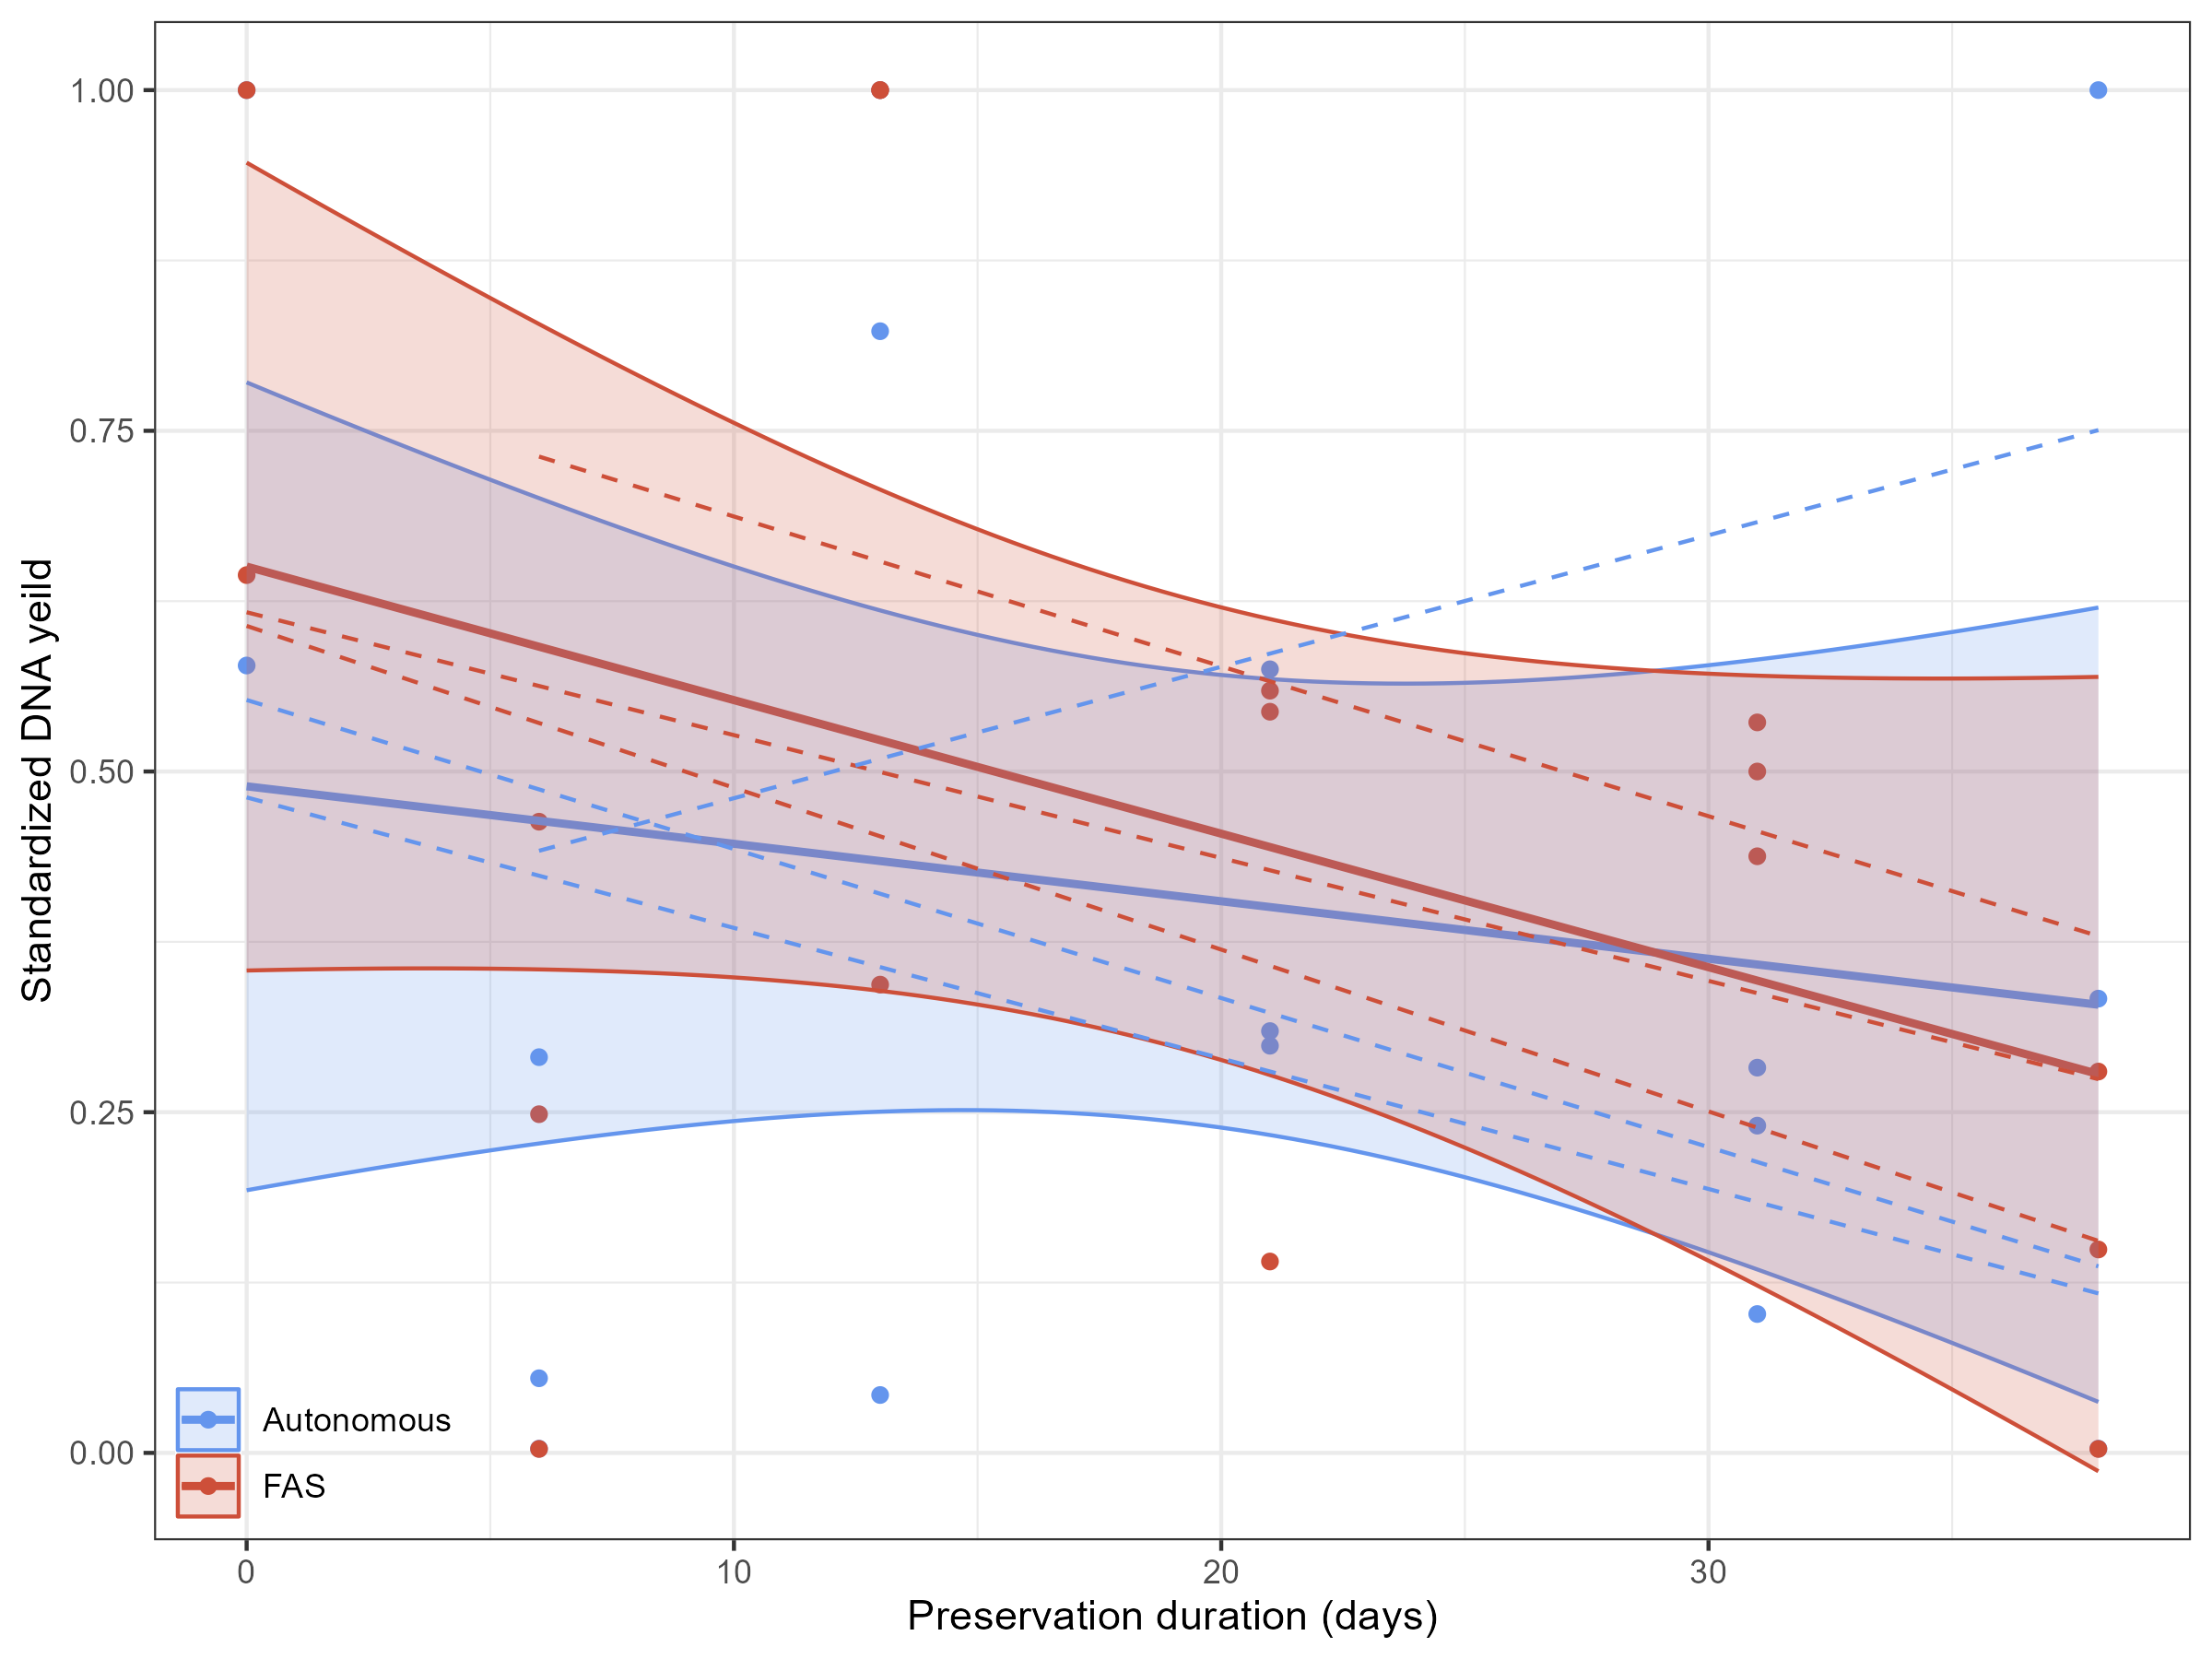 Standardized DNA yeild
1.00
0.75
0.50
0.25
0.00
Autonomous
FAS
0
10
20
30
Preservation duration (days)